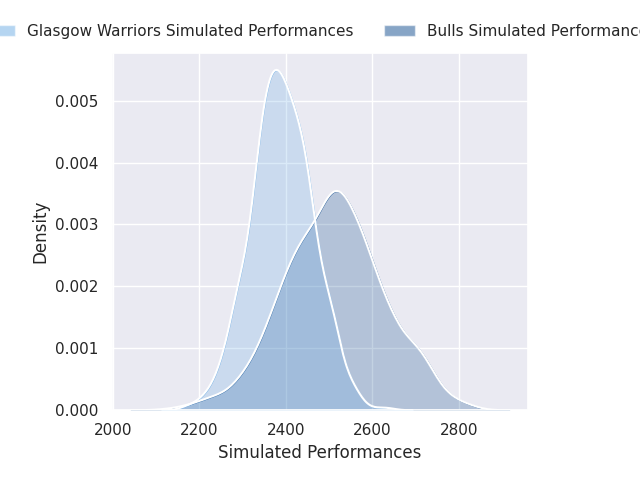 Glasgow Warriors Simulated Performances
Bulls Simulated Performanc
0.005
0.004
0.003
0.002
0.001
0.000
Density
2000 2200 2400 2600 2800
Simulated Performances